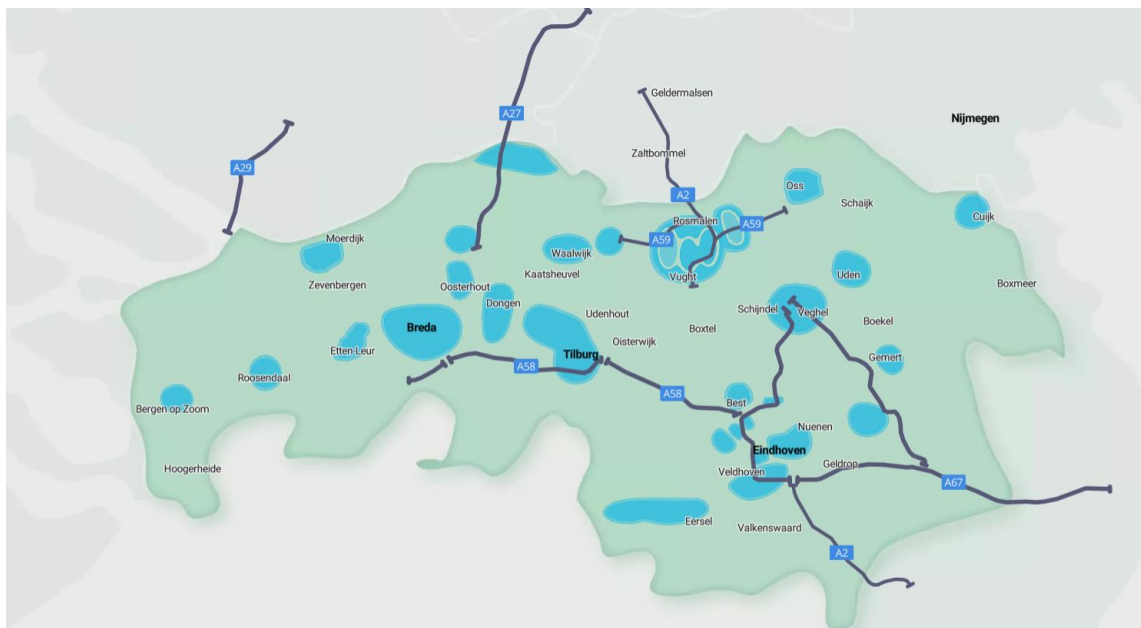 Geldermalsen
A27
Nijmegen
Zaltbommel
A29
A2
Oss
Schaijk
Cuijk
Rosmalen
A59
A59
Moerdijk
Waalwijk
Vught
Kaatsheuvel
Uden
Zevenbergen
Oosterhout
Boxmeer
Dongen
Schijndel
Veghel
Udenhout
Boekel
Breda
Boxtel
Oisterwijk
Etten-Leur
Tilburg
Gemert
A58
Roosendaal
A58
Best
Bergen op Zoom
Nuenen
Eindhoven
Geldrop
Hoogerheide
Veldhoven
A67
Eersel
Valkenswaard
A2